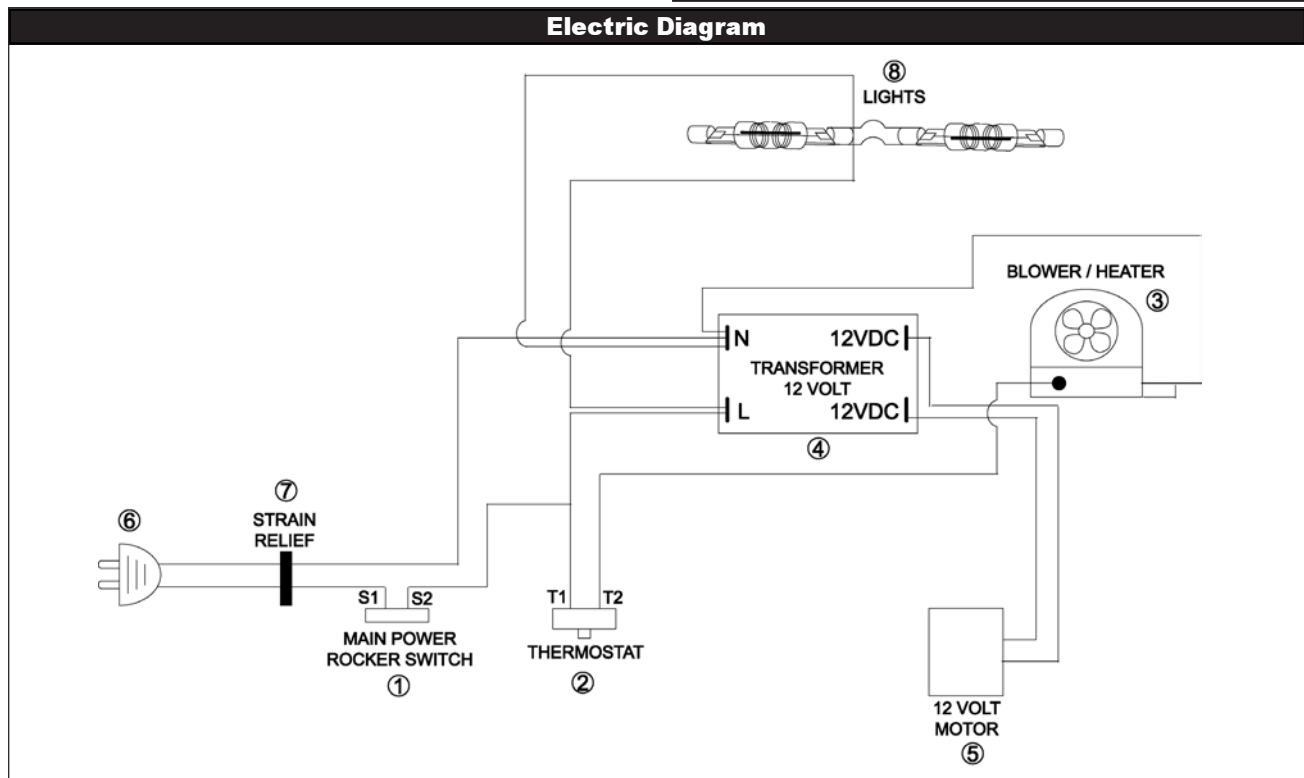 Electric Diagram
⑧
LIGHTS
BLOWER / HEATER
③
N
12VDC
TRANSFORMER
12 VOLT
L
12VDC
④
⑦
STRAIN
RELIEF
⑥
S1
S2
MAIN POWER
ROCKER SWITCH
①
T1
T2
THERMOSTAT
②
12 VOLT
MOTOR
⑤